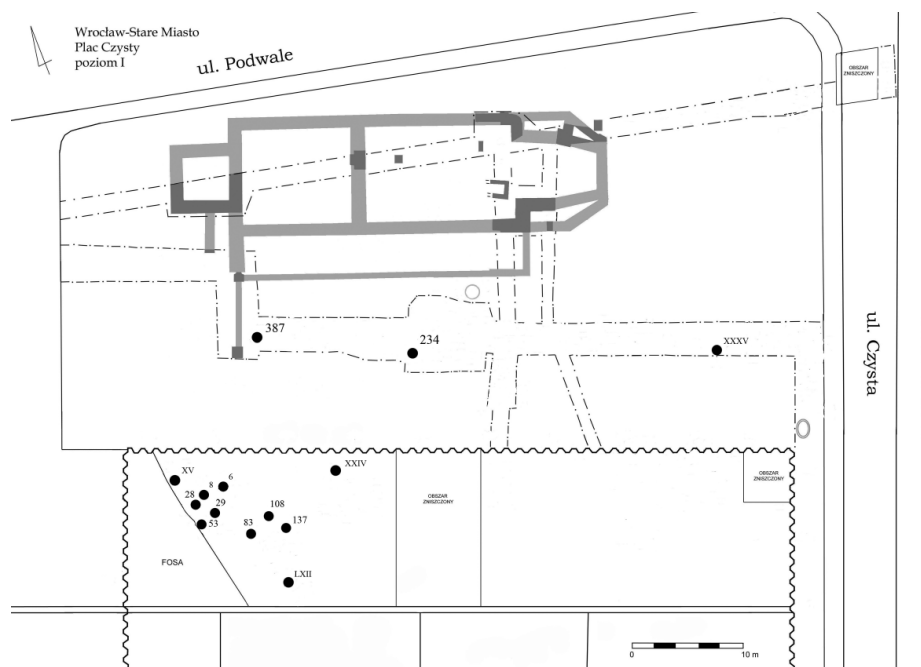 Wrocław-Stare Miasto
Plac Czysty
poziom I
ul. Podwale
OBSZAR
ZNISZCZONY
ul. Czysta
387
234
XXXV
XV
6
8
28
29
53
XXIV
108
83
137
LXII
FOSA
OBSZAR
ZNISZCZONY
OBSZAR
ZNISZCZONY
0
10 m